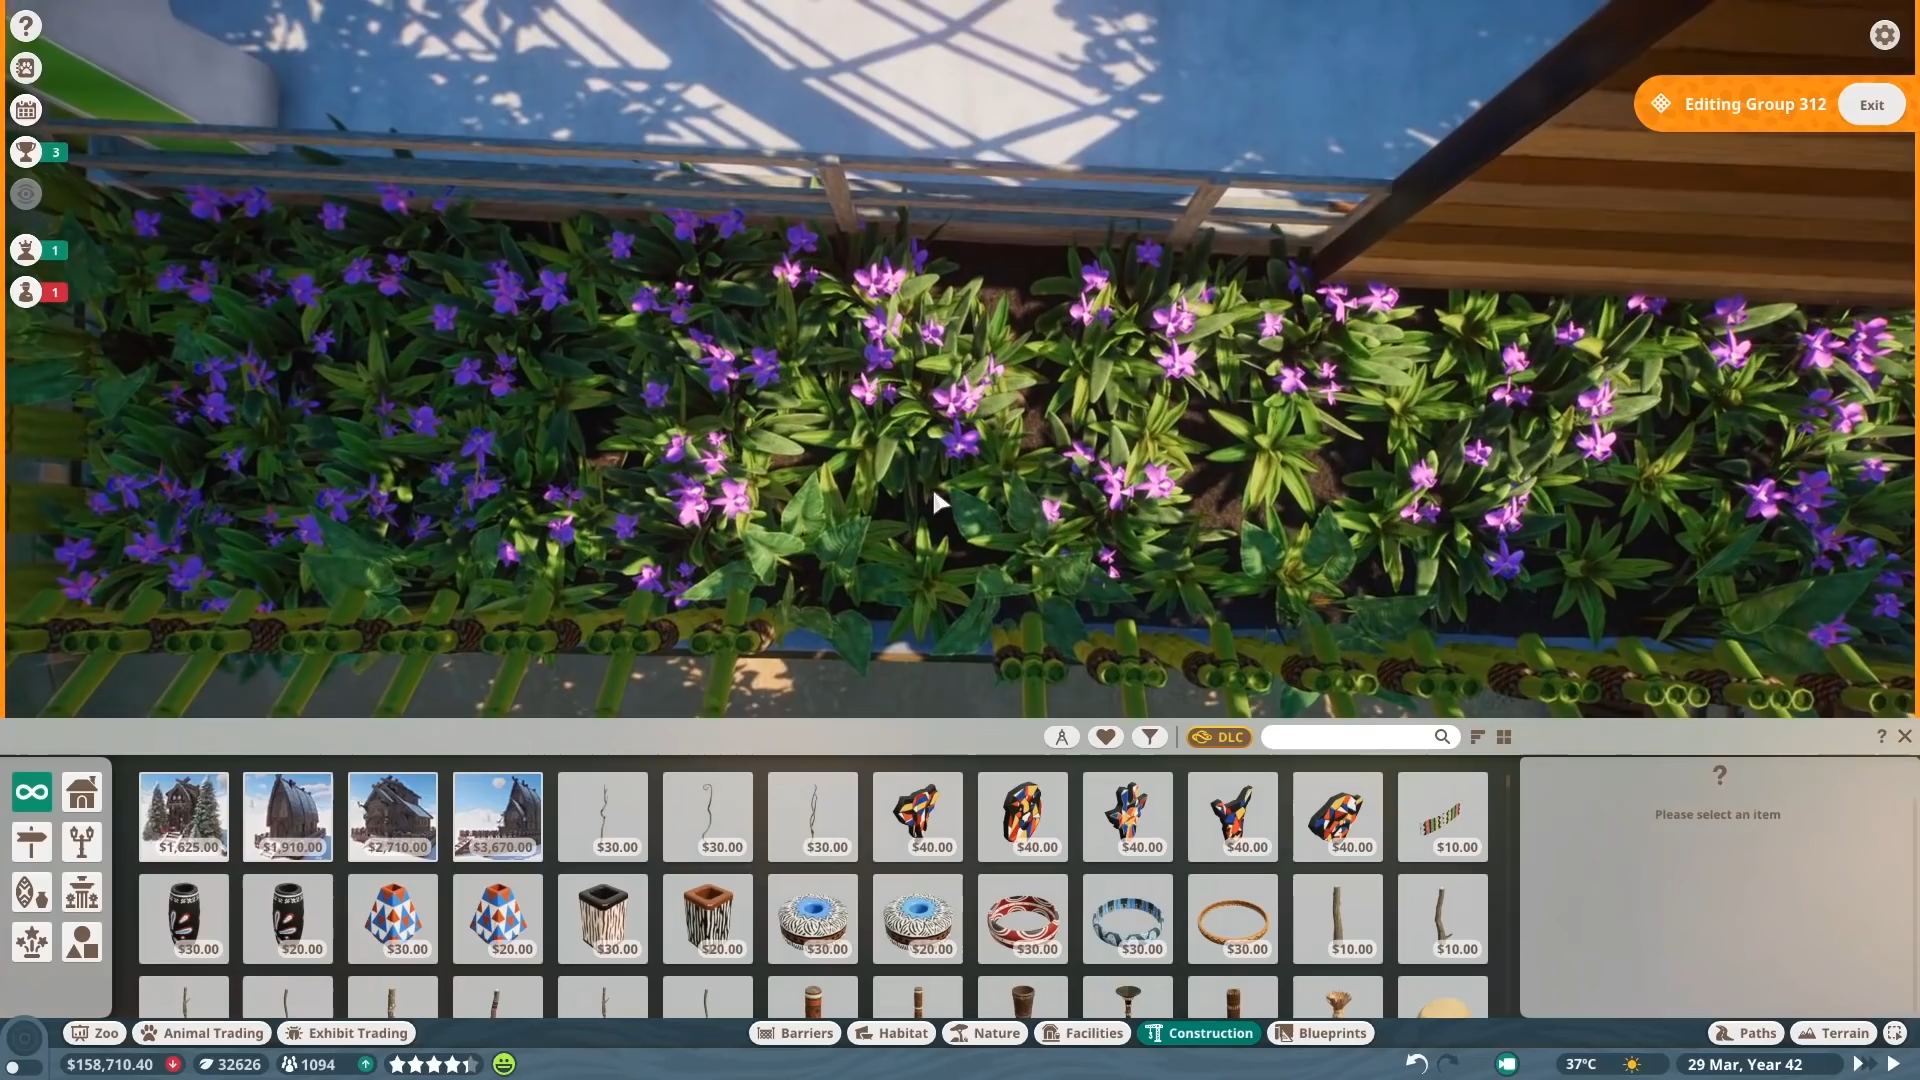 ?
Editing Group 312
Exit
3
1
1
DLC
?
$1,625.00
$1,910.00
$2,710.00
$3,670.00
$30.00
$30.00
$30.00
$40.00
$40.00
$40.00
$40.00
$40.00
$10.00
?
Please select an item
$30.00
$20.00
$30.00
$20.00
$30.00
$20.00
$30.00
$20.00
$30.00
$30.00
$30.00
$10.00
$10.00
Zoo
Animal Trading
Exhibit Trading
Barriers
Habitat
Nature
Facilities
Construction
Blueprints
Paths
Terrain
$158,710.40
32626
1094
37°C
29 Mar, Year 42